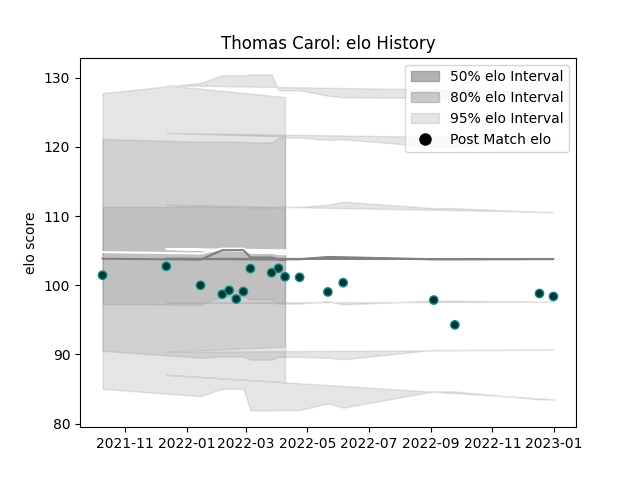 Thomas Carol: elo History
50% elo Interval
80% elo Interval
95% elo Interval
Post Match elo
elo score
130
120
110
100
90
80
2021-11 2022-01 2022-03 2022-05 2022-07 2022-09 2022-11 2023-01